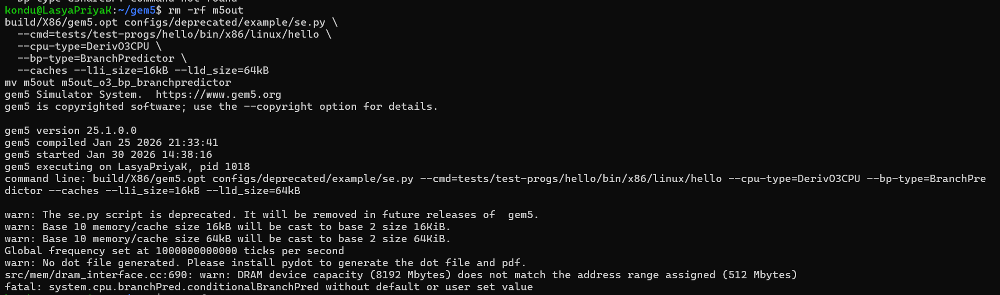 kondu@LasyaPriyaK:~/gem5$ rm -rf m5out
build/X86/gem5.opt configs/deprecated/example/se.py \
  --cmd=tests/test-progs/hello/bin/x86/linux/hello \
  --cpu-type=DerivO3CPU \
  --bp-type=BranchPredictor \
  --caches --l1i_size=16kB --l1d_size=64kB
mv m5out m5out_o3_bp_branchpredictor
gem5 Simulator System.  https://www.gem5.org
gem5 is copyrighted software; use the --copyright option for details.

gem5 version 25.1.0.0
gem5 compiled Jan 25 2026 21:33:41
gem5 started Jan 30 2026 14:38:16
gem5 executing on LasyaPriyaK, pid 1018
command line: build/X86/gem5.opt configs/deprecated/example/se.py --cmd=tests/test-progs/hello/bin/x86/linux/hello --cpu-type=DerivO3CPU --bp-type=BranchPre
dictor --caches --l1i_size=16kB --l1d_size=64kB

warn: The se.py script is deprecated. It will be removed in future releases of  gem5.
warn: Base 10 memory/cache size 16kB will be cast to base 2 size 16KiB.
warn: Base 10 memory/cache size 64kB will be cast to base 2 size 64KiB.
Global frequency set at 1000000000000 ticks per second
warn: No dot file generated. Please install pydot to generate the dot file and pdf.
src/mem/dram_interface.cc:690: warn: DRAM device capacity (8192 Mbytes) does not match the address range assigned (512 Mbytes)
fatal: system.cpu.branchPred.conditionalBranchPred without default or user set value